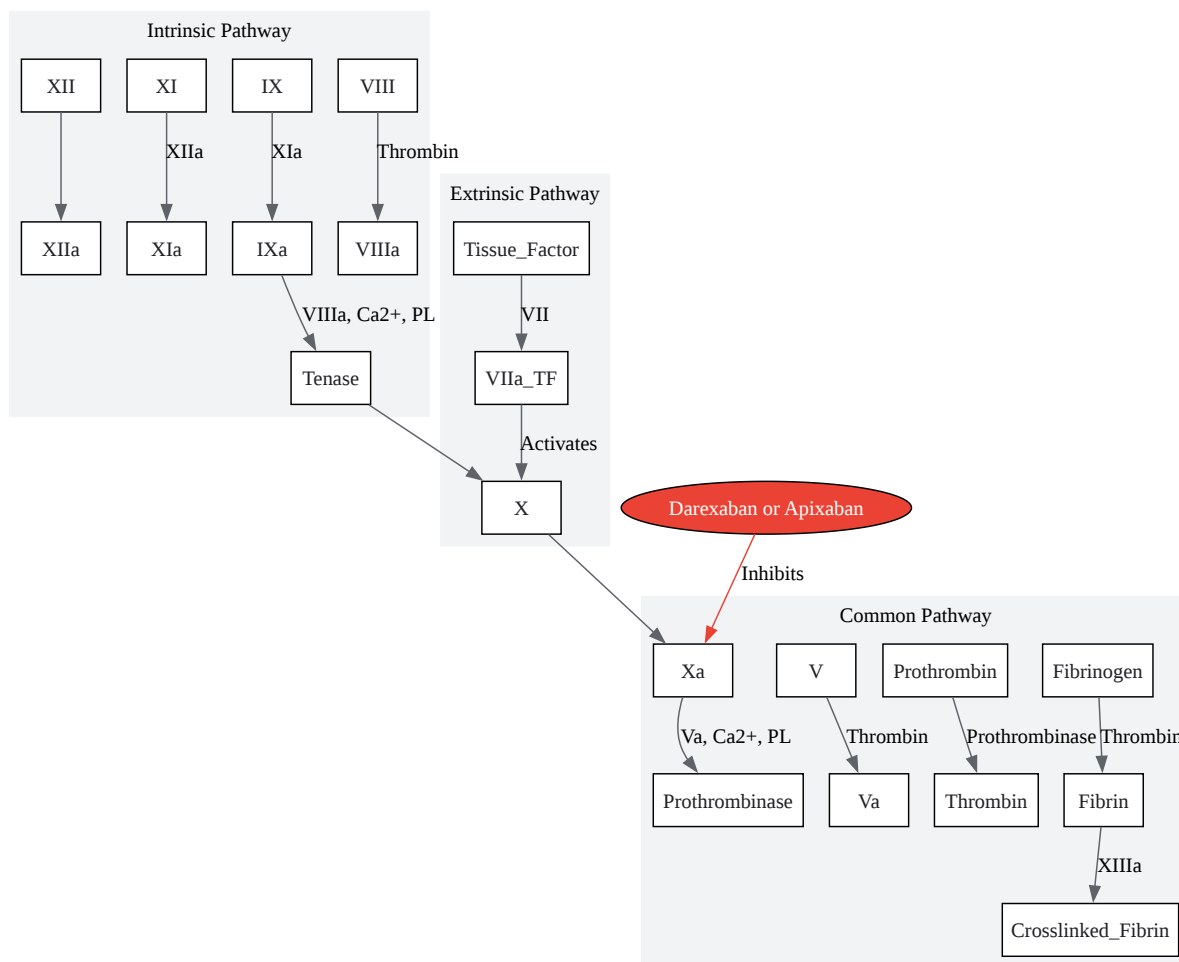 Intrinsic Pathway
XII
XI
IX
VIII
XIIa
XIa
Thrombin
XIIa
XIa
IXa
VIIIa
VIIIa, Ca2+, PL
Tenase
Extrinsic Pathway
Tissue_Factor
VII
VIIa_TF
Activates
X
Darexaban or Apixaban
Inhibits
Common Pathway
Xa
V
Prothrombin
Fibrinogen
Va, Ca2+, PL
Thrombin
Prothrombinase
Thrombin
Prothrombinase
Va
Thrombin
Fibrin
XIIIa
Crosslinked_Fibrin